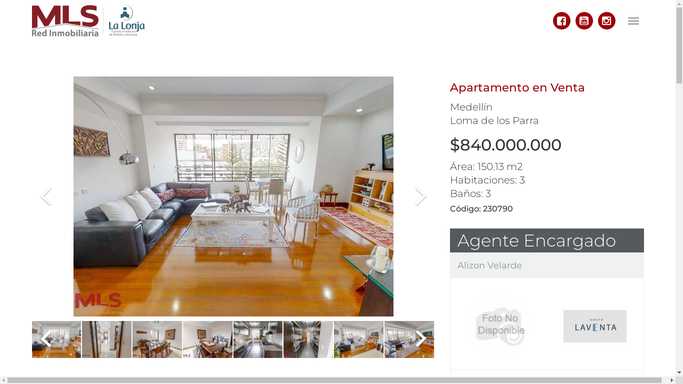 MLS
Red Inmobiliaria
La Lonja
Apartamento en Venta
Medellín
Loma de los Parra
$840.000.000
Área: 150.13 m2
Habitaciones: 3
Baños: 3
Código: 230790
MLS
Agente Encargado
Alizon Velarde
Foto No
Disponible
GRUPO
LAVENTA